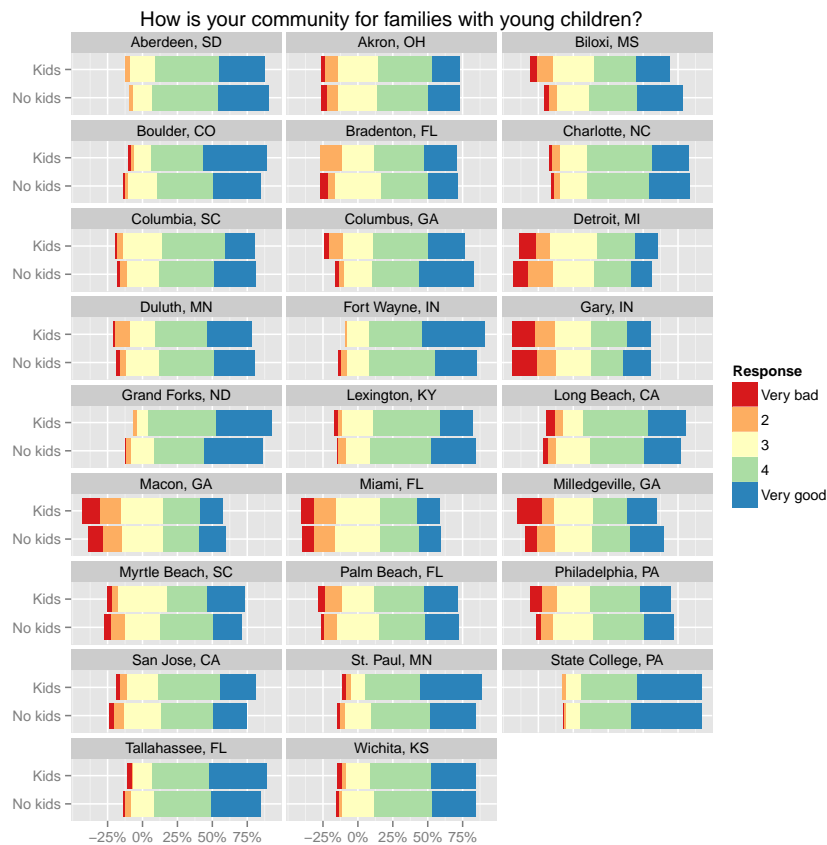 How is your community for families with young children?
Aberdeen, SD Akron, OH Biloxi, MS
Kids
No kids
Boulder, CO Bradenton, FL Charlotte, NC
Kids
No kids
Columbia, SC Columbus, GA Detroit, MI
Kids
No kids
Duluth, MN Fort Wayne, IN Gary, IN
Kids
No kids
Grand Forks, ND Lexington, KY Long Beach, CA
Kids
No kids
Macon, GA Miami, FL Milledgeville, GA
Kids
No kids
Myrtle Beach, SC Palm Beach, FL Philadelphia, PA
Kids
No kids
San Jose, CA St. Paul, MN State College, PA
Kids
No kids
Tallahassee, FL Wichita, KS
Kids
No kids
−25% 0% 25% 50% 75% −25% 0% 25% 50% 75%
Response
Very bad
2
3
4
Very good